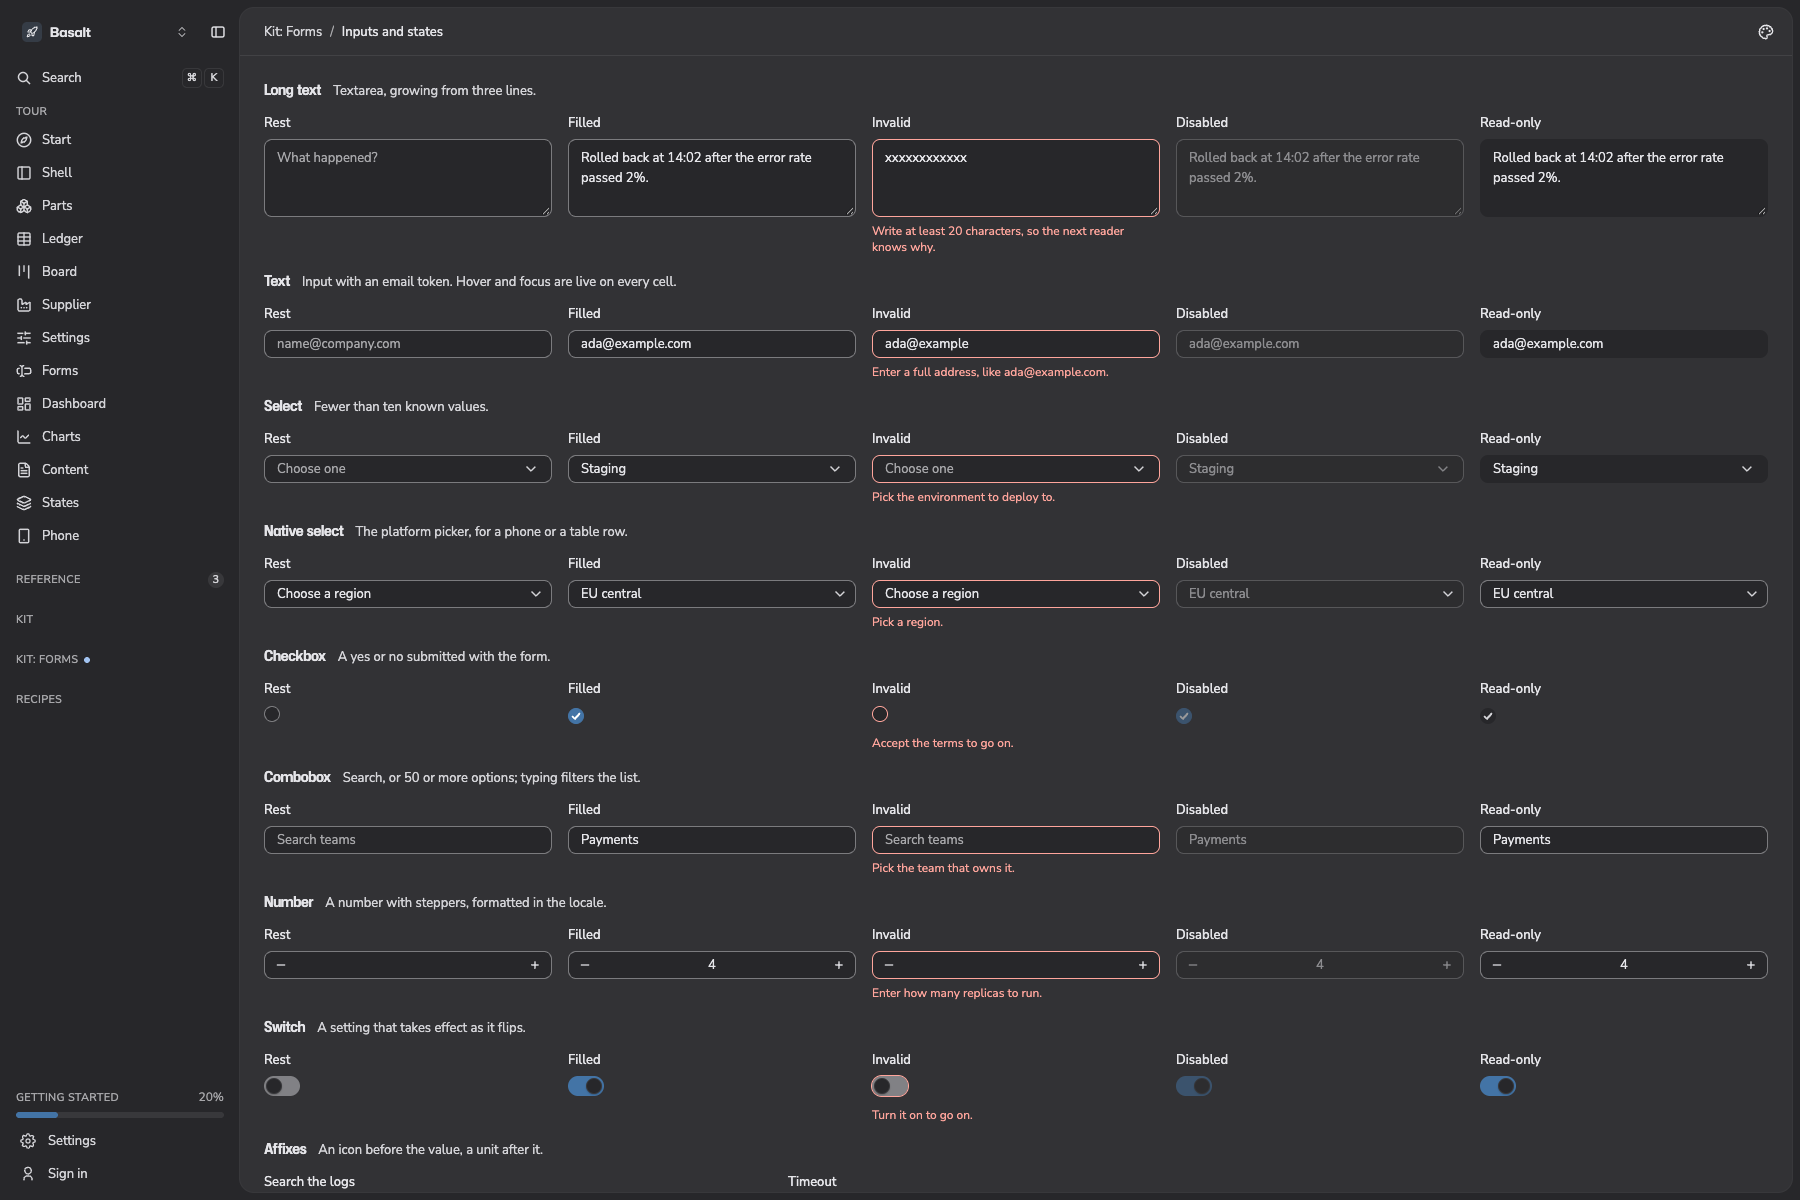 Basalt
Search
⌘ K
TOUR
Start
Shell
Parts
Ledger
Board
Supplier
Settings
Forms
Dashboard
Charts
Content
States
Phone
REFERENCE 3
KIT
KIT: FORMS
RECIPES
GETTING STARTED 20%
Settings
Sign in
Kit: Forms / Inputs and states
Long text Textarea, growing from three lines.
Rest Filled Invalid Disabled Read-only
What happened?
Rolled back at 14:02 after the error rate
passed 2%.
xxxxxxxxxxxx
Write at least 20 characters, so the next reader
knows why.
Rolled back at 14:02 after the error rate
passed 2%.
Rolled back at 14:02 after the error rate
passed 2%.
Text Input with an email token. Hover and focus are live on every cell.
Rest Filled Invalid Disabled Read-only
name@company.com ada@example.com ada@example ada@example.com ada@example.com
Enter a full address, like ada@example.com.
Select Fewer than ten known values.
Rest Filled Invalid Disabled Read-only
Choose one Staging Choose one Staging Staging
Pick the environment to deploy to.
Native select The platform picker, for a phone or a table row.
Rest Filled Invalid Disabled Read-only
Choose a region EU central Choose a region EU central EU central
Pick a region.
Checkbox A yes or no submitted with the form.
Rest Filled Invalid Disabled Read-only
Accept the terms to go on.
Combobox Search, or 50 or more options; typing filters the list.
Rest Filled Invalid Disabled Read-only
Search teams Payments Search teams Payments Payments
Pick the team that owns it.
Number A number with steppers, formatted in the locale.
Rest Filled Invalid Disabled Read-only
− + − 4 + − + − 4 + − 4 +
Enter how many replicas to run.
Switch A setting that takes effect as it flips.
Rest Filled Invalid Disabled Read-only
Turn it on to go on.
Affixes An icon before the value, a unit after it.
Search the logs Timeout